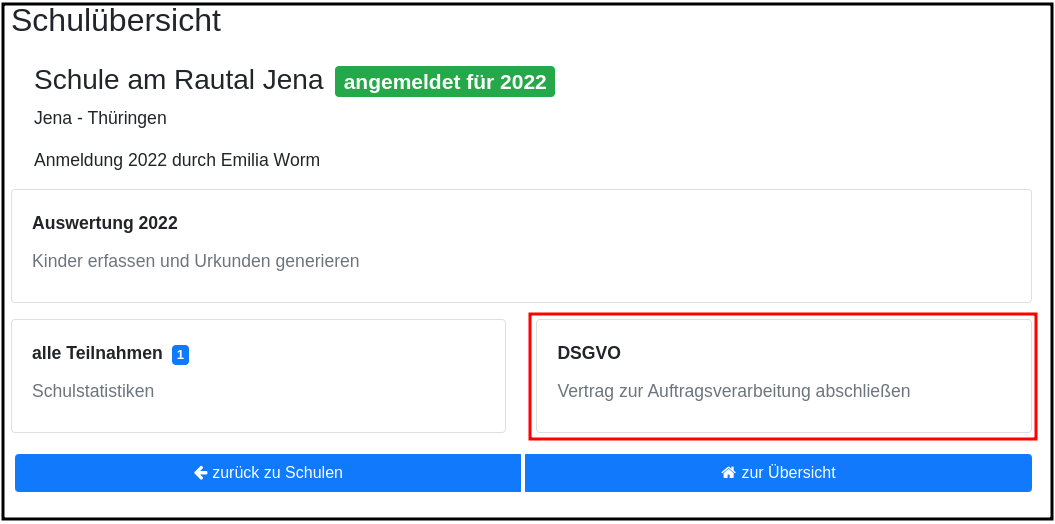 Schulübersicht
Schule am Rautal Jena angemeldet für 2022
Jena - Thüringen
Anmeldung 2022 durch Emilia Worm
Auswertung 2022
Kinder erfassen und Urkunden generieren
alle Teilnahmen 1
Schulstatistiken
DSGVO
Vertrag zur Auftragsverarbeitung abschließen
zurück zu Schulen
zur Übersicht